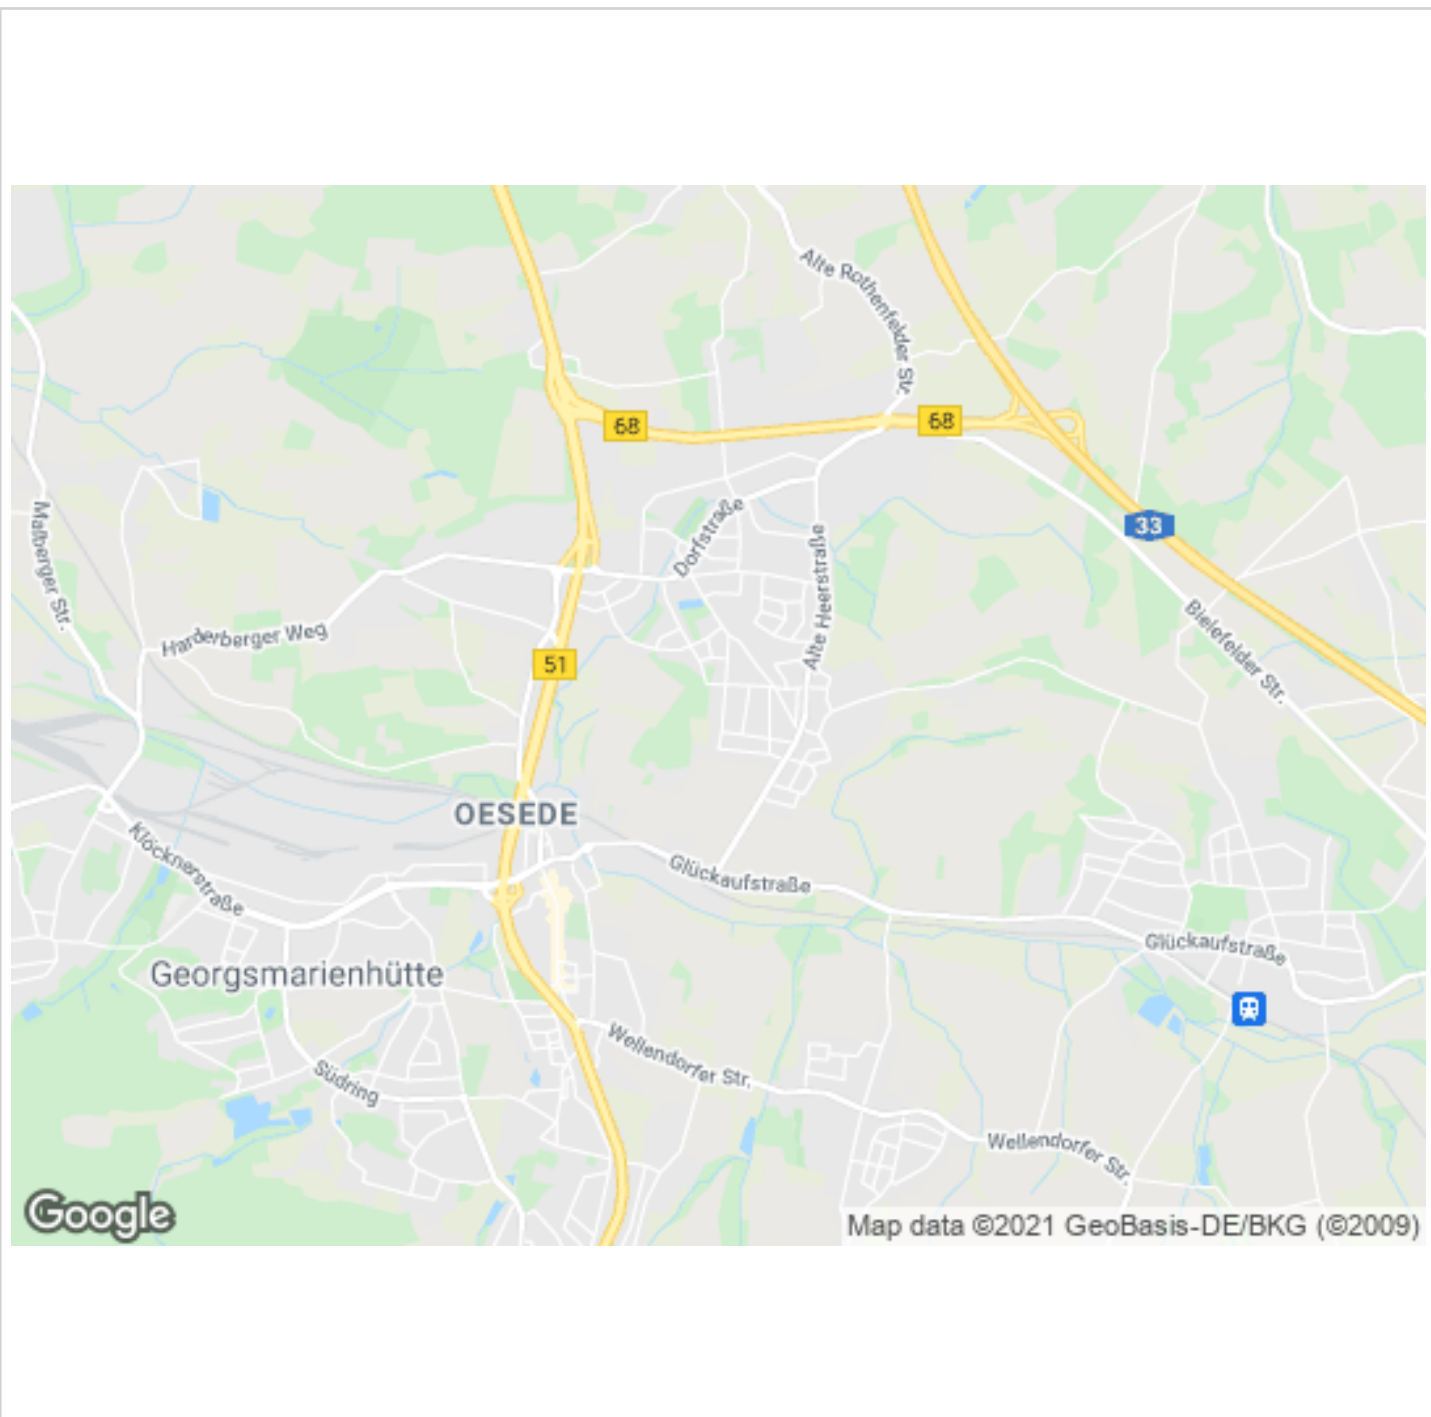 Alte Rothenfelder Str.
68
68
Maßberger Str.
Dorfstraße
Alte Heerstraße
33
Harderberger Weg
51
Bielefelder Str.
OESEDE
Klöcknerstraße
Glückaufstraße
Glückaufstraße
Georgsmarienhütte
Wellendorfer Str.
Südring
Wellendorfer Str.
Google
Map data ©2021 GeoBasis-DE/BKG (©2009)